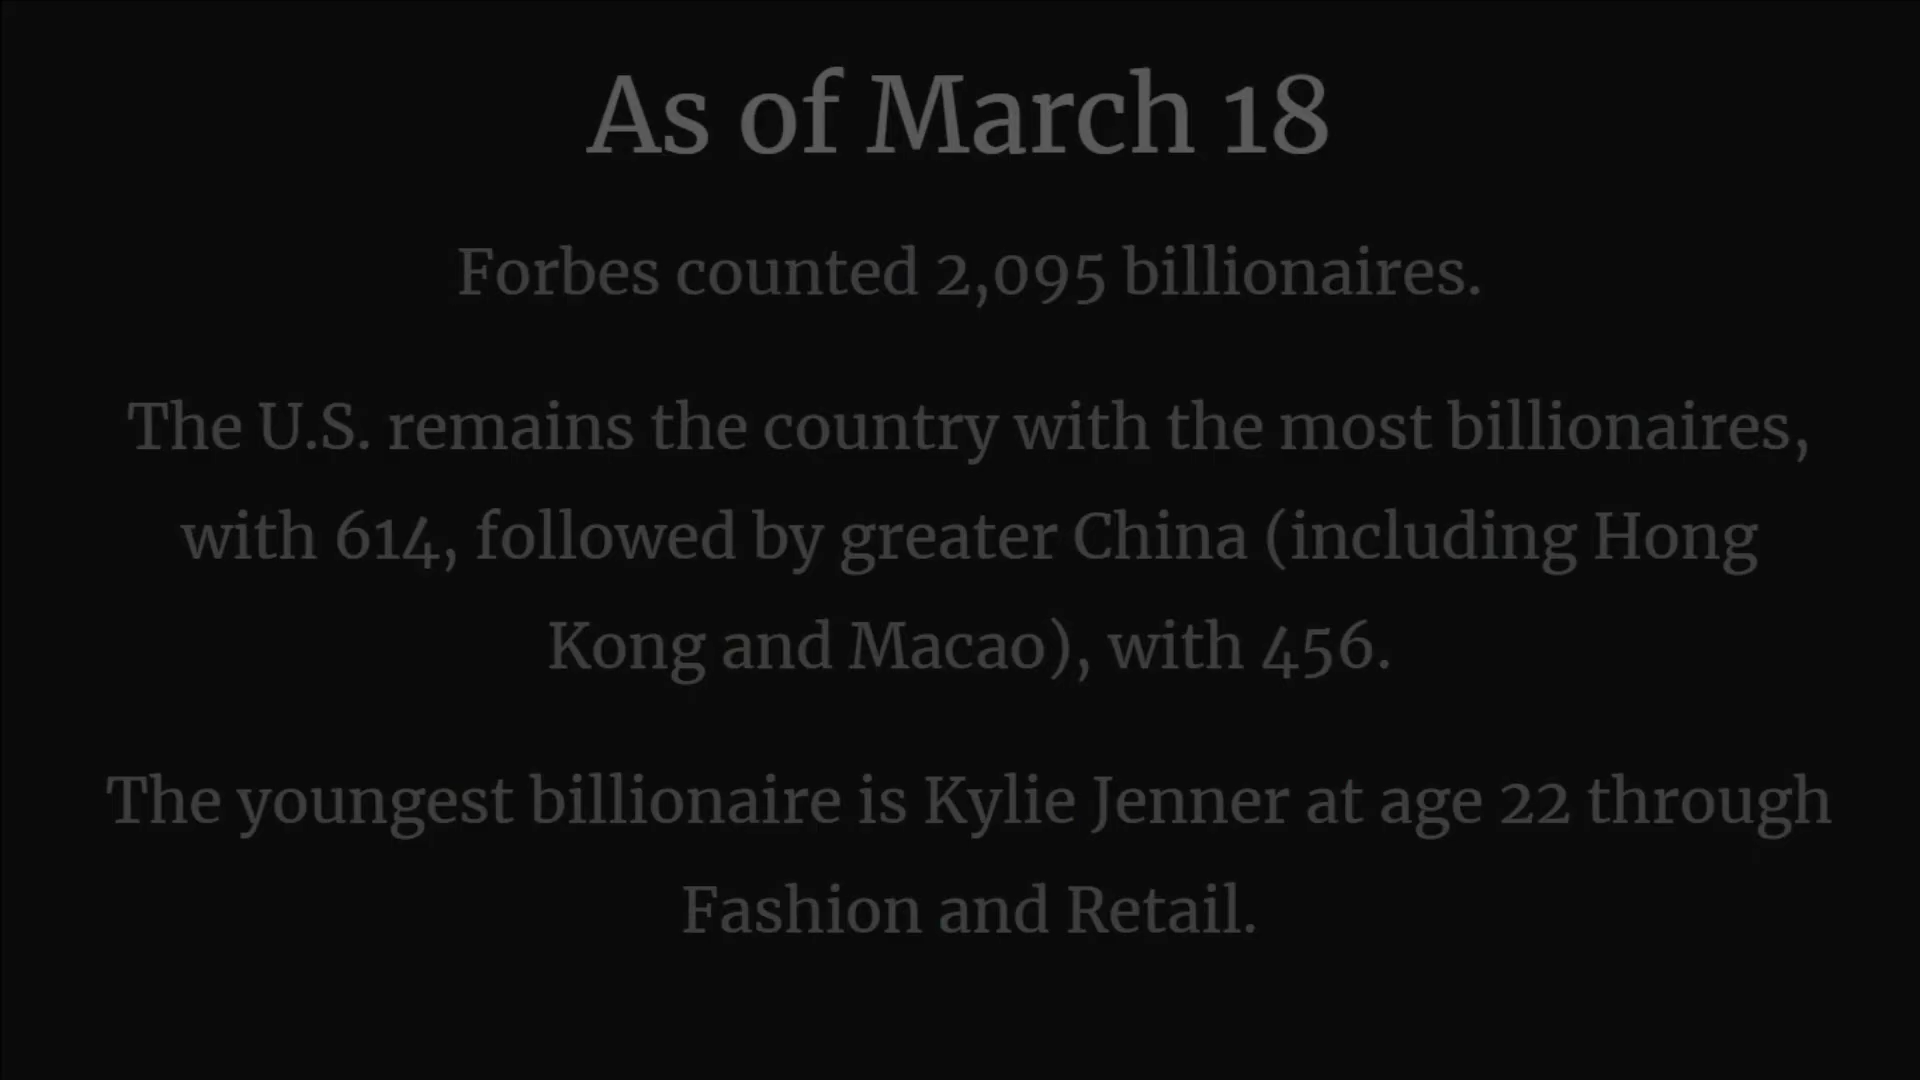 As of March 18
Forbes counted 2,095 billionaires.
The U.S. remains the country with the most billionaires,
with 614, followed by greater China (including Hong
Kong and Macao), with 456.
The youngest billionaire is Kylie Jenner at age 22 through
Fashion and Retail.